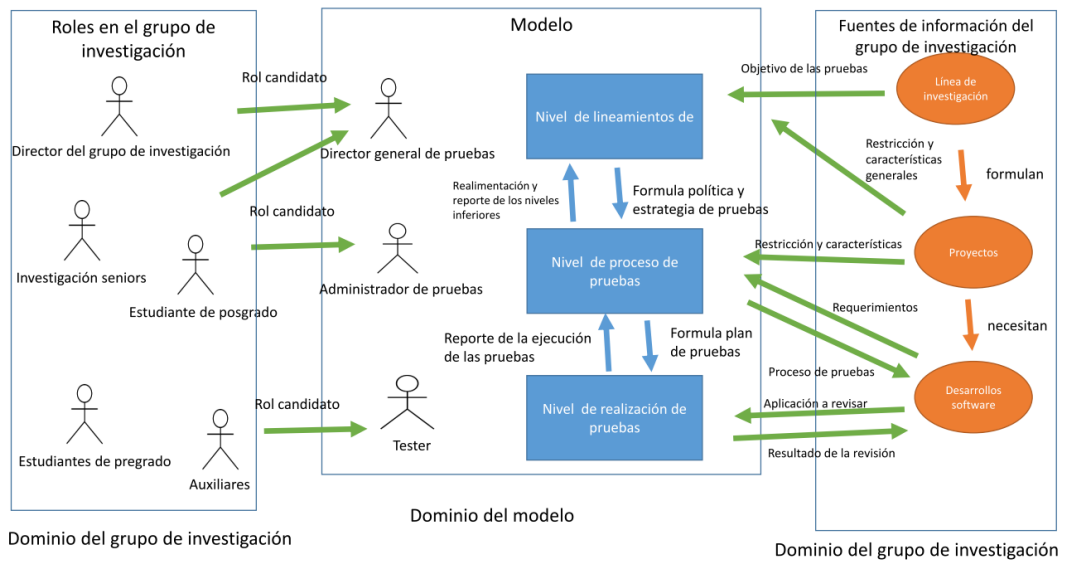 Roles en el grupo de
investigación
Director del grupo de investigación
Investigación seniors
Estudiante de posgrado
Estudiantes de pregrado
Auxiliares
Dominio del grupo de investigación
Rol candidato
Rol candidato
Rol candidato
Modelo
Director general de pruebas
Administrador de pruebas
Tester
Nivel de lineamientos de
Realimentación y
reporte de los niveles
inferiores
Formula política y
estrategia de pruebas
Nivel de proceso de
pruebas
Reporte de la ejecución
de las pruebas
Formula plan
de pruebas
Nivel de realización de
pruebas
Dominio del modelo
Objetivo de las pruebas
Restricción y
característicás
generales
Restricción y características
Requerimientos
Proceso de pruebas
Aplicación a revisar
Resultado de la revisión
Fuentes de información del
grupo de investigación
Línea de
investigación
formulan
Proyectos
necesitan
Desarrollos
software
Dominio del grupo de investigación